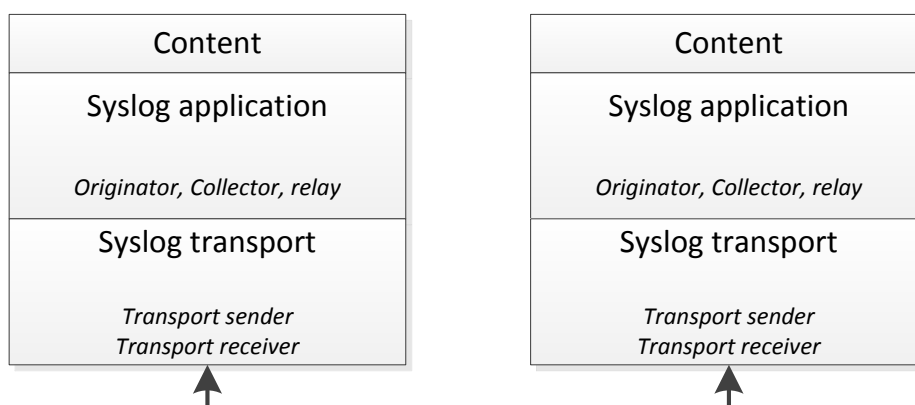 Content
Syslog application
Originator, Collector, relay
Syslog transport
Transport sender
Transport receiver
Content
Syslog application
Originator, Collector, relay
Syslog transport
Transport sender
Transport receiver